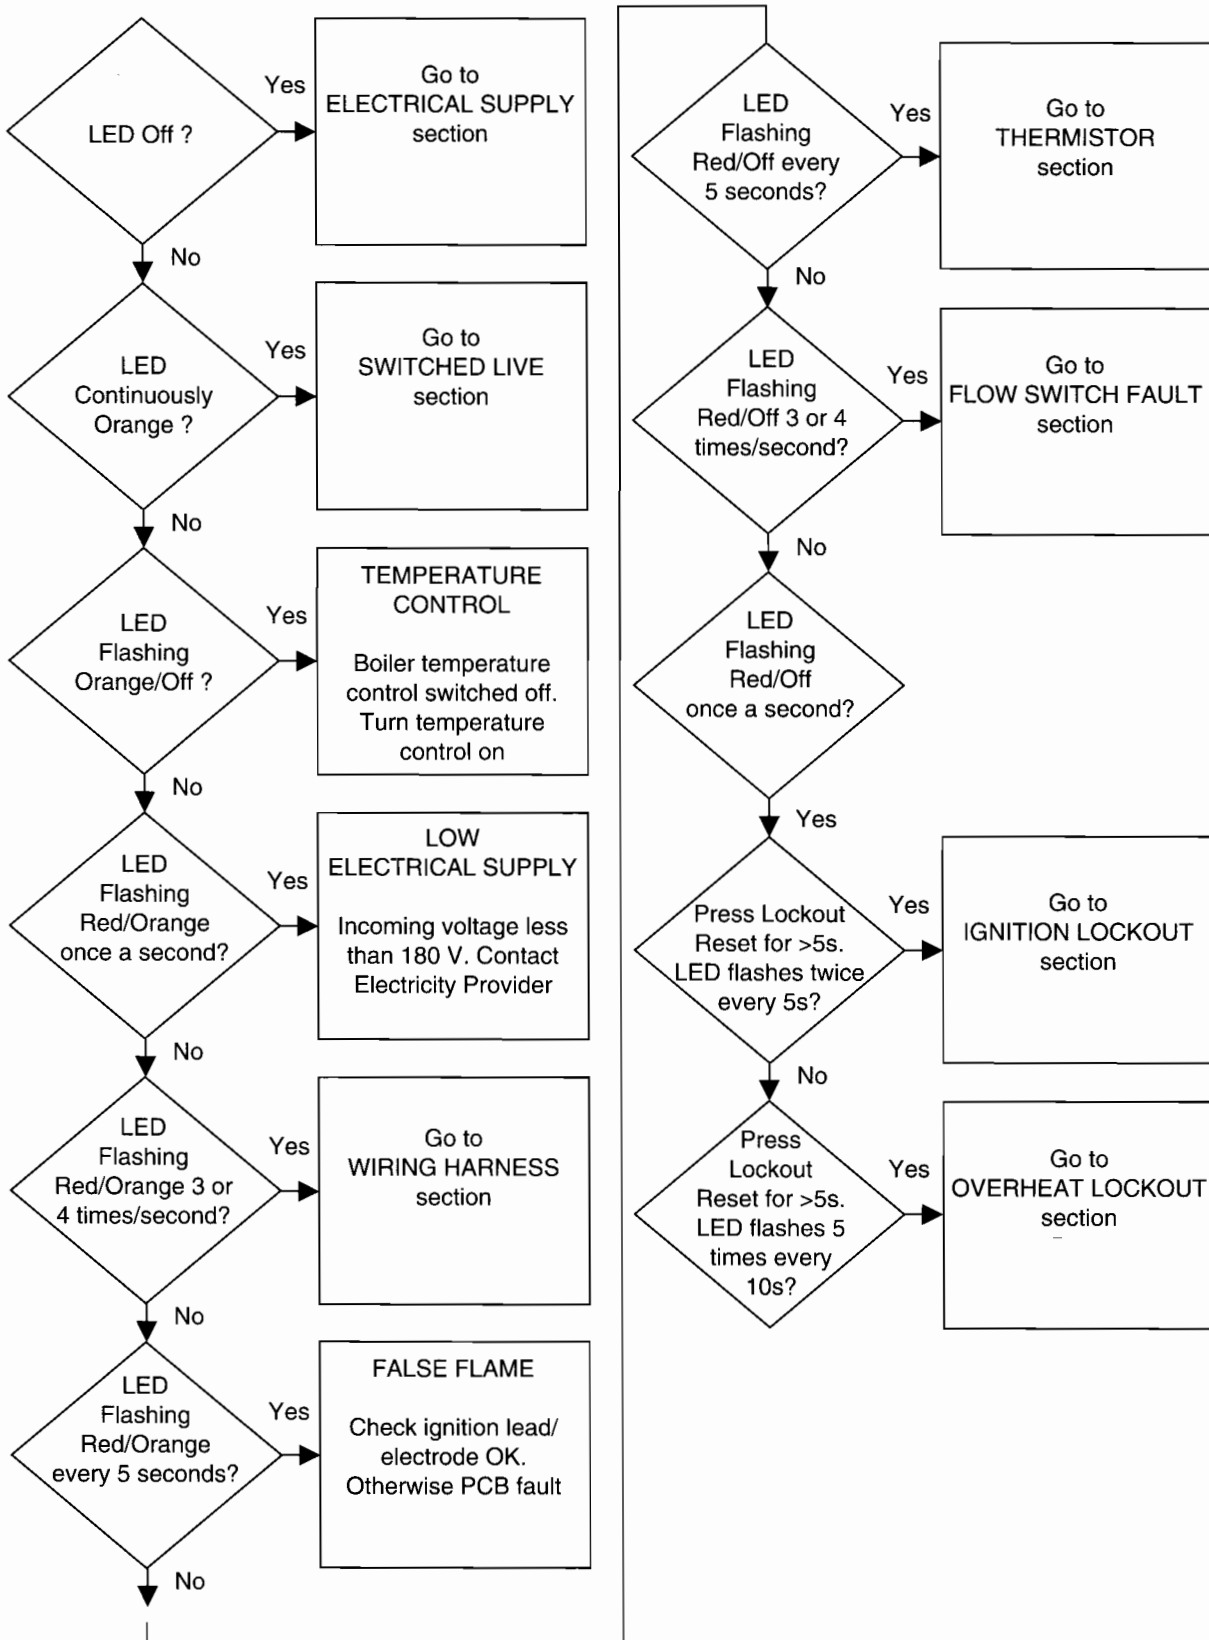 LED Off ?
Yes
Go to
ELECTRICAL SUPPLY
section
No
LED
Continuously
Orange ?
Yes
Go to
SWITCHED LIVE
section
No
LED
Flashing
Orange/Off ?
Yes
TEMPERATURE
CONTROL
Boiler temperature
control switched off.
Turn temperature
control on
No
LED
Flashing
Red/Orange
once a second?
Yes
LOW
ELECTRICAL SUPPLY
Incoming voltage less
than 180 V. Contact
Electricity Provider
No
LED
Flashing
Red/Orange 3 or
4 times/second?
Yes
Go to
WIRING HARNESS
section
No
LED
Flashing
Red/Orange
every 5 seconds?
Yes
FALSE FLAME
Check ignition lead/
electrode OK.
Otherwise PCB fault
No
LED
Flashing
Red/Off every
5 seconds?
Yes
Go to
THERMISTOR
section
No
LED
Flashing
Red/Off 3 or 4
times/second?
Yes
Go to
FLOW SWITCH FAULT
section
No
LED
Flashing
Red/Off
once a second?
Yes
Press Lockout
Reset for >5s.
LED flashes twice
every 5s?
Yes
Go to
IGNITION LOCKOUT
section
No
Press
Lockout
Reset for >5s.
LED flashes 5
times every
10s?
Yes
Go to
OVERHEAT LOCKOUT
section